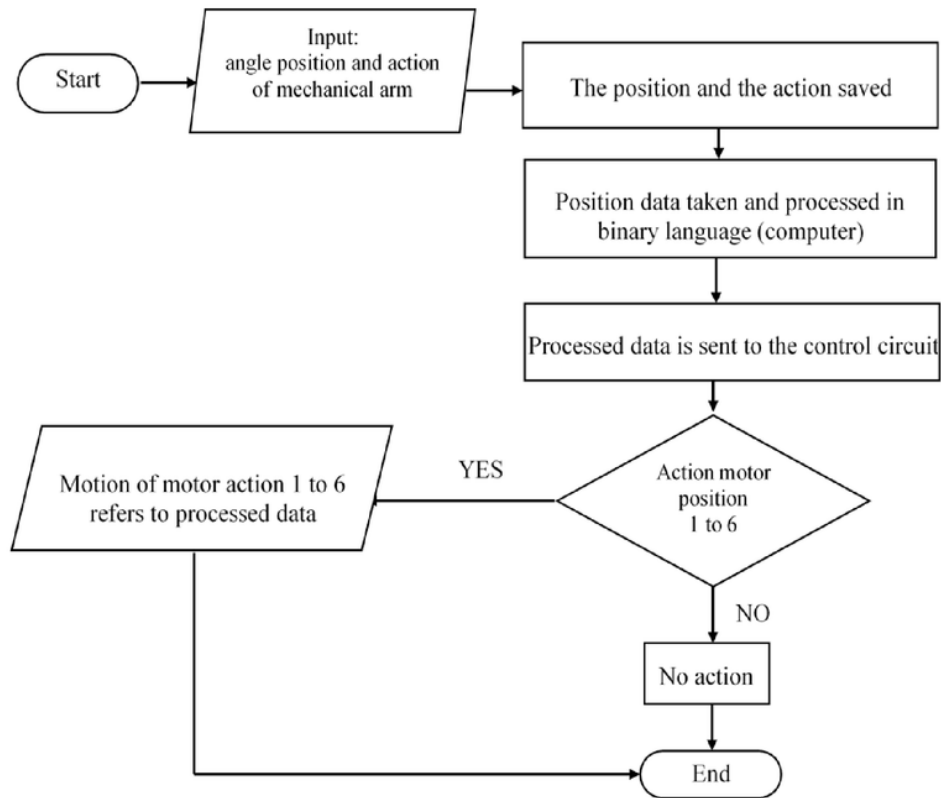 Start
Input:
angle position and action
of mechanical arm
The position and the action saved
Position data taken and processed in
binary language (computer)
Processed data is sent to the control circuit
Action motor
position
1 to 6
YES
Motion of motor action 1 to 6
refers to processed data
NO
No action
End